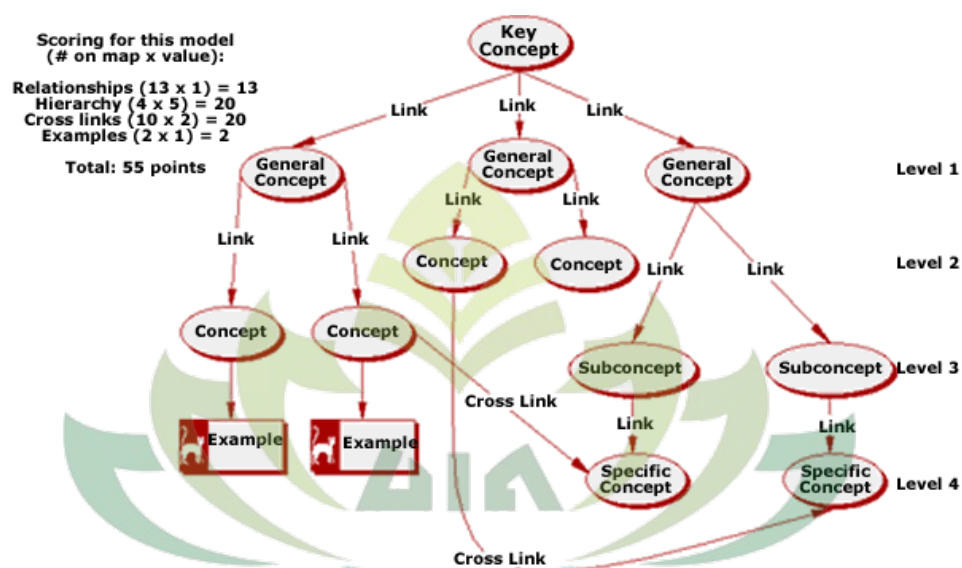 Scoring for this model
(# on map x value):
Relationships (13 x 1) = 13
Hierarchy (4 x 5) = 20
Cross links (10 x 2) = 20
Examples (2 x 1) = 2
Total: 55 points
Key
Concept
Link
Link
Link
General
Concept
General
Concept
General
Concept
Level 1
Link
Link
Link
Link
Link
Link
Concept
Concept
Level 2
Concept
Concept
Subconcept
Subconcept
Level 3
Cross Link
Link
Link
Example
Example
Specific
Concept
Specific
Concept
Level 4
Cross Link